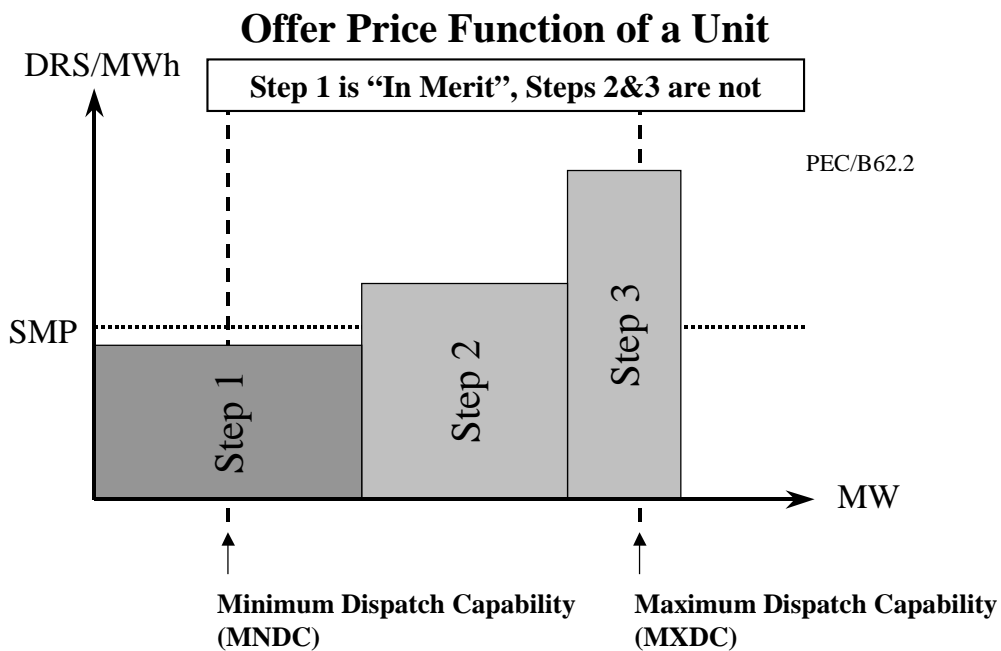 Offer Price Function of a Unit
DRS/MWh
Step 1 is “In Merit”, Steps 2&3 are not
PEC/B62.2
SMP
Step 1
Step 2
Step 3
MW
Minimum Dispatch Capability
(MNDC)
Maximum Dispatch Capability
(MXDC)